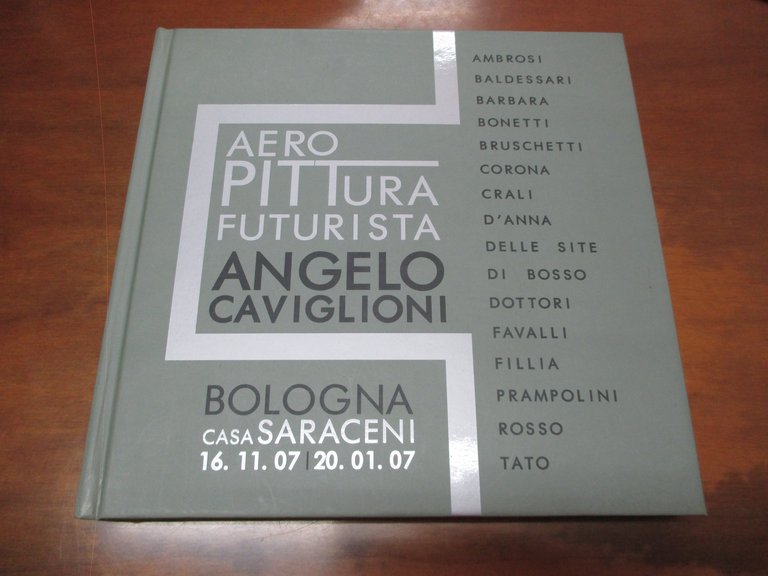 AERO
PITTURA
FUTURISTA
ANGELO
CAVIGLIONI
BOLOGNA
CASA SARACENI
16. 11. 07 | 20. 01. 07
AMBROSI
BALDESSARI
BARBARA
BONETTI
BRUSCHETTI
CORONA
CRALI
D'ANNA
DELLE SITE
DI BOSSO
DOTTORI
FAVALLI
FILLIA
PRAMPOLINI
ROSSO
TATO